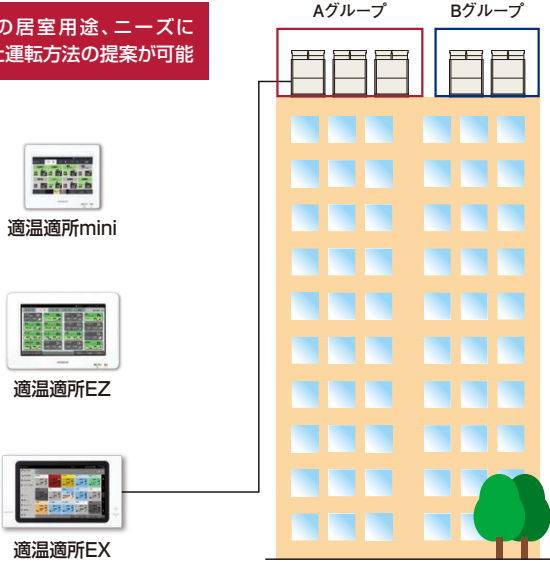 の居室用途、ニーズに
運転方法の提案が可能
Aグループ
Bグループ
適温適所mini
適温適所EZ
適温適所EX